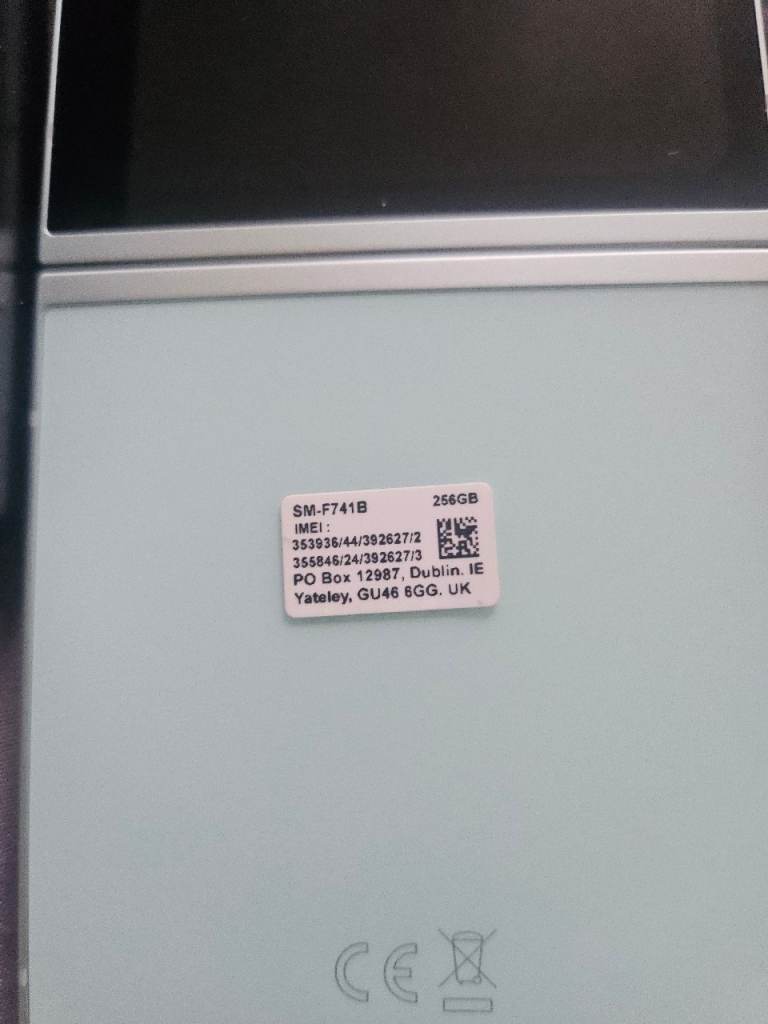 SM-F741B 256GB
IMEI :
353936/44/392627/2
355846/24/392627/3
PO Box 12987, Dublin. IE
Yateley, GU46 6GG. UK
CE